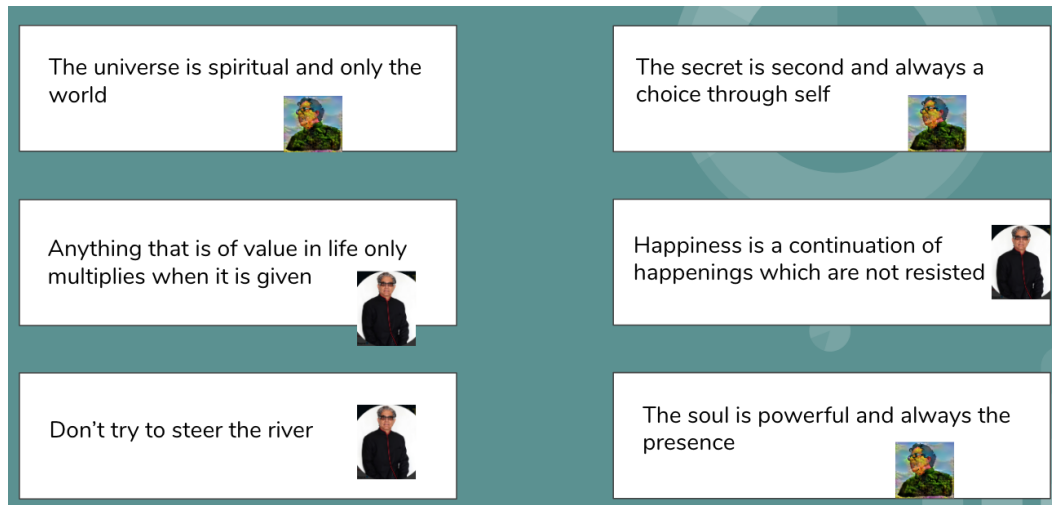 The universe is spiritual and only the
world
The secret is second and always a
choice through self
Anything that is of value in life only
multiplies when it is given
Happiness is a continuation of
happenings which are not resisted
Don’t try to steer the river
The soul is powerful and always the
presence